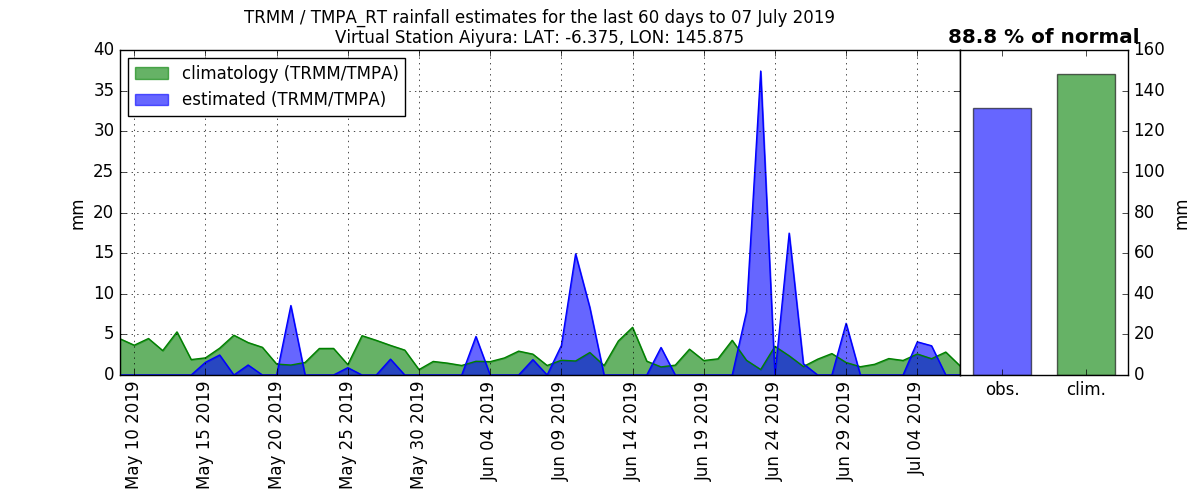 TRMM / TMPA_RT rainfall estimates for the last 60 days to 07 July 2019
Virtual Station Aiyura: LAT: -6.375, LON: 145.875
88.8 % of normal
climatology (TRMM/TMPA)
estimated (TRMM/TMPA)
40
35
30
25
20
15
10
5
0
mm
160
140
120
100
80
60
40
20
0
mm
May 10 2019
May 15 2019
May 20 2019
May 25 2019
May 30 2019
Jun 04 2019
Jun 09 2019
Jun 14 2019
Jun 19 2019
Jun 24 2019
Jun 29 2019
Jul 04 2019
obs.
clim.